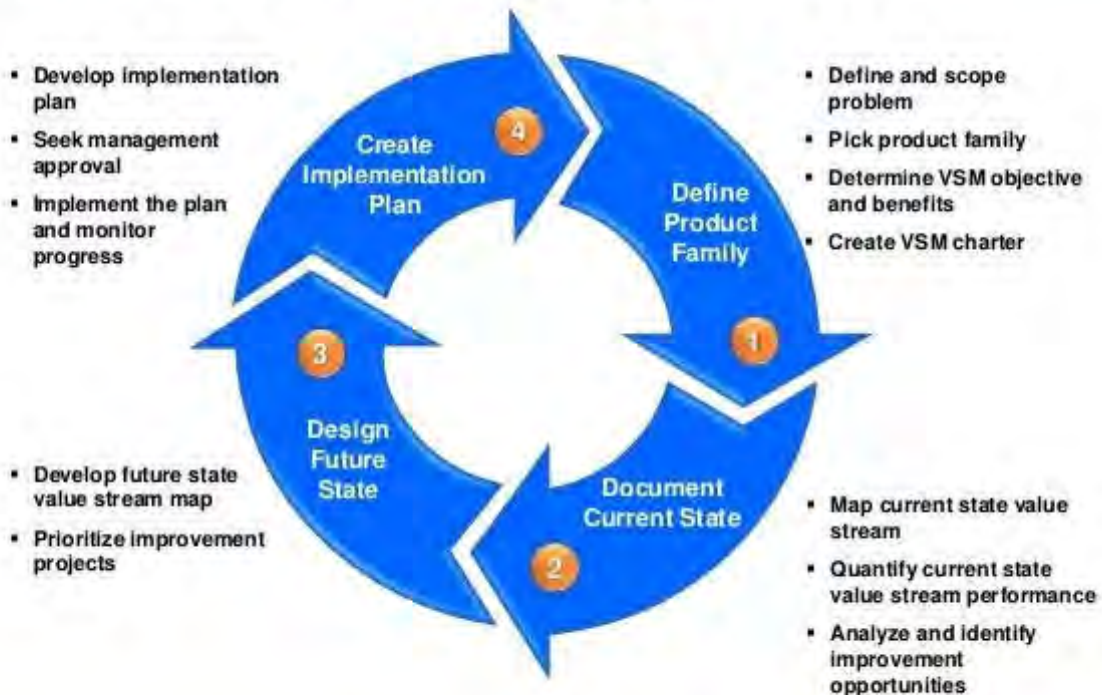 ▪ Develop implementation
plan
▪ Seek management
approval
▪ Implement the plan
and monitor
progress
4
Create
Implementation
Plan
▪ Define and scope
problem
▪ Pick product family
▪ Determine VSM objective
and benefits
▪ Create VSM charter
Define
Product
Family
1
3
Design
Future
State
▪ Develop future state
value stream map
▪ Prioritize improvement
projects
Document
Current State
2
▪ Map current state value
stream
▪ Quantify current state
value stream performance
▪ Analyze and identify
improvement
opportunities